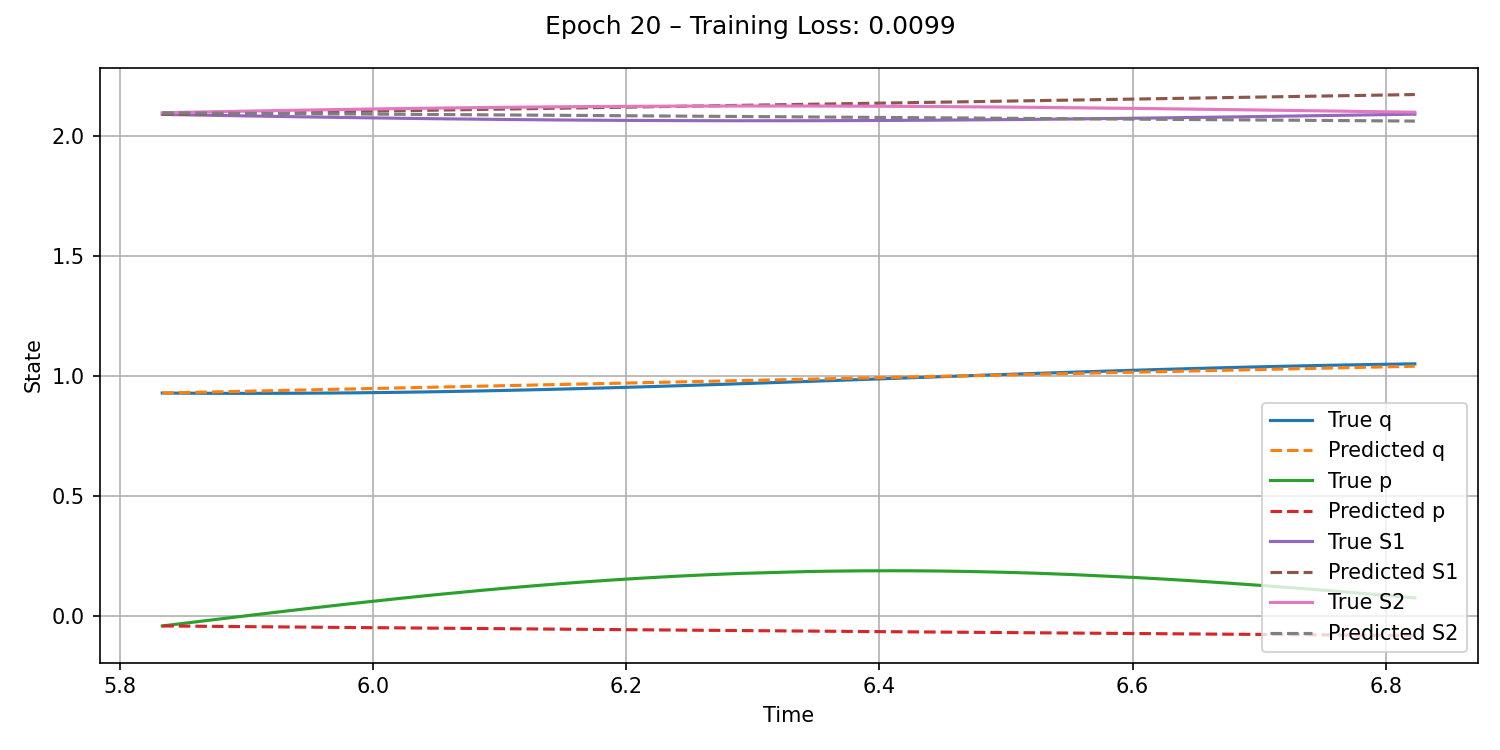 Epoch 20 – Training Loss: 0.0099
2.0
1.5
1.0
0.5
0.0
State
5.8 6.0 6.2 6.4 6.6 6.8
Time
True q
Predicted q
True p
Predicted p
True S1
Predicted S1
True S2
Predicted S2